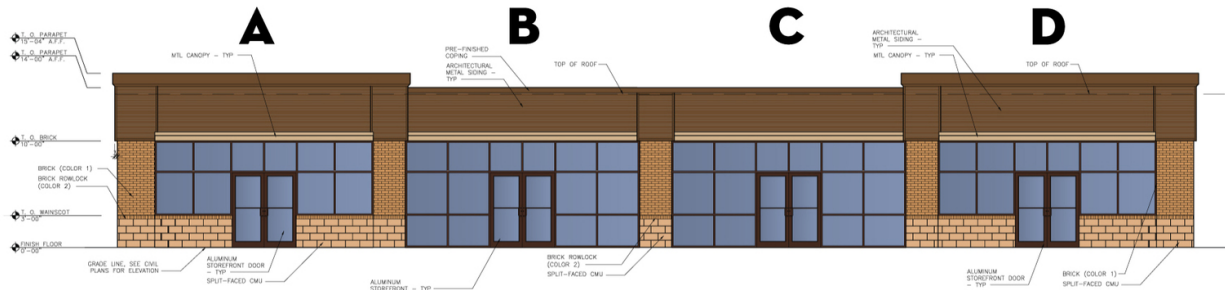 A
B
C
D
T. O. PARAPET
15'-04" A.F.F.
T. O. PARAPET
14'-00" A.F.F.
MTL CANOPY - TYP
PRE-FINISHED
COPING
ARCHITECTURAL
METAL SIDING -
TYP
TOP OF ROOF
ARCHITECTURAL
METAL SIDING -
TYP
MTL CANOPY - TYP
TOP OF ROOF
T. O. BRICK
10'-00"
BRICK (COLOR 1)
BRICK ROWLOCK
(COLOR 2)
T. O. WAINSCOT
3'-08"
FINISH FLOOR
0'-00"
GRADE LINE, SEE CIVIL
PLANS FOR ELEVATION
ALUMINUM
STOREFRONT DOOR
- TYP
SPLIT-FACED CMU
ALUMINUM
STOREFRONT - TYP
BRICK ROWLOCK
(COLOR 2)
SPLIT-FACED CMU
ALUMINUM
STOREFRONT DOOR
- TYP
BRICK (COLOR 1)
SPLIT-FACED CMU